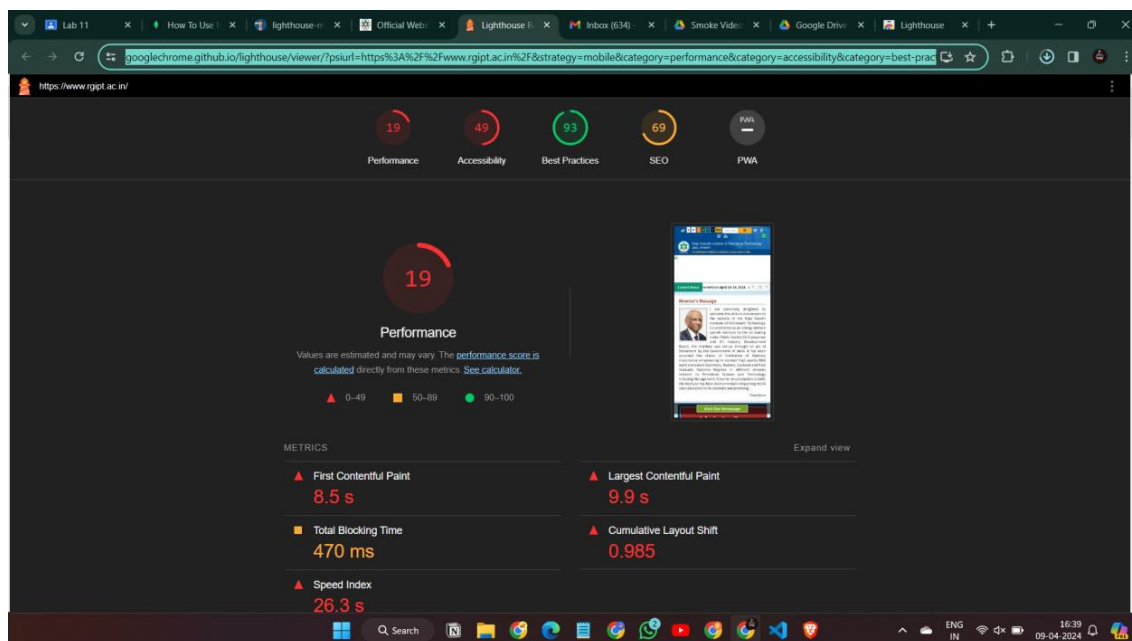 Lab 11
How To Use
lighthouse-m
Official Webs
Lighthouse R
Inbox (634) -
Smoke Video
Google Drive
Lighthouse
googlechrome.github.io/lighthouse/viewer/?psiurl=https%3A%2F%2Fwww.rgipt.ac.in%2F&strategy=mobile&category=performance&category=accessibility&category=best-prac
https://www.rgipt.ac.in/
19 49 93 69 PWA
Performance Accessibility Best Practices SEO PWA
19
Performance
Values are estimated and may vary. The performance score is
calculated directly from these metrics. See calculator.
0–49 50–89 90–100
Director's Message
METRICS Expand view
First Contentful Paint
8.5 s
Largest Contentful Paint
9.9 s
Total Blocking Time
470 ms
Cumulative Layout Shift
0.985
Speed Index
26.3 s
Search
2
ENG
IN
16:39
09-04-2024